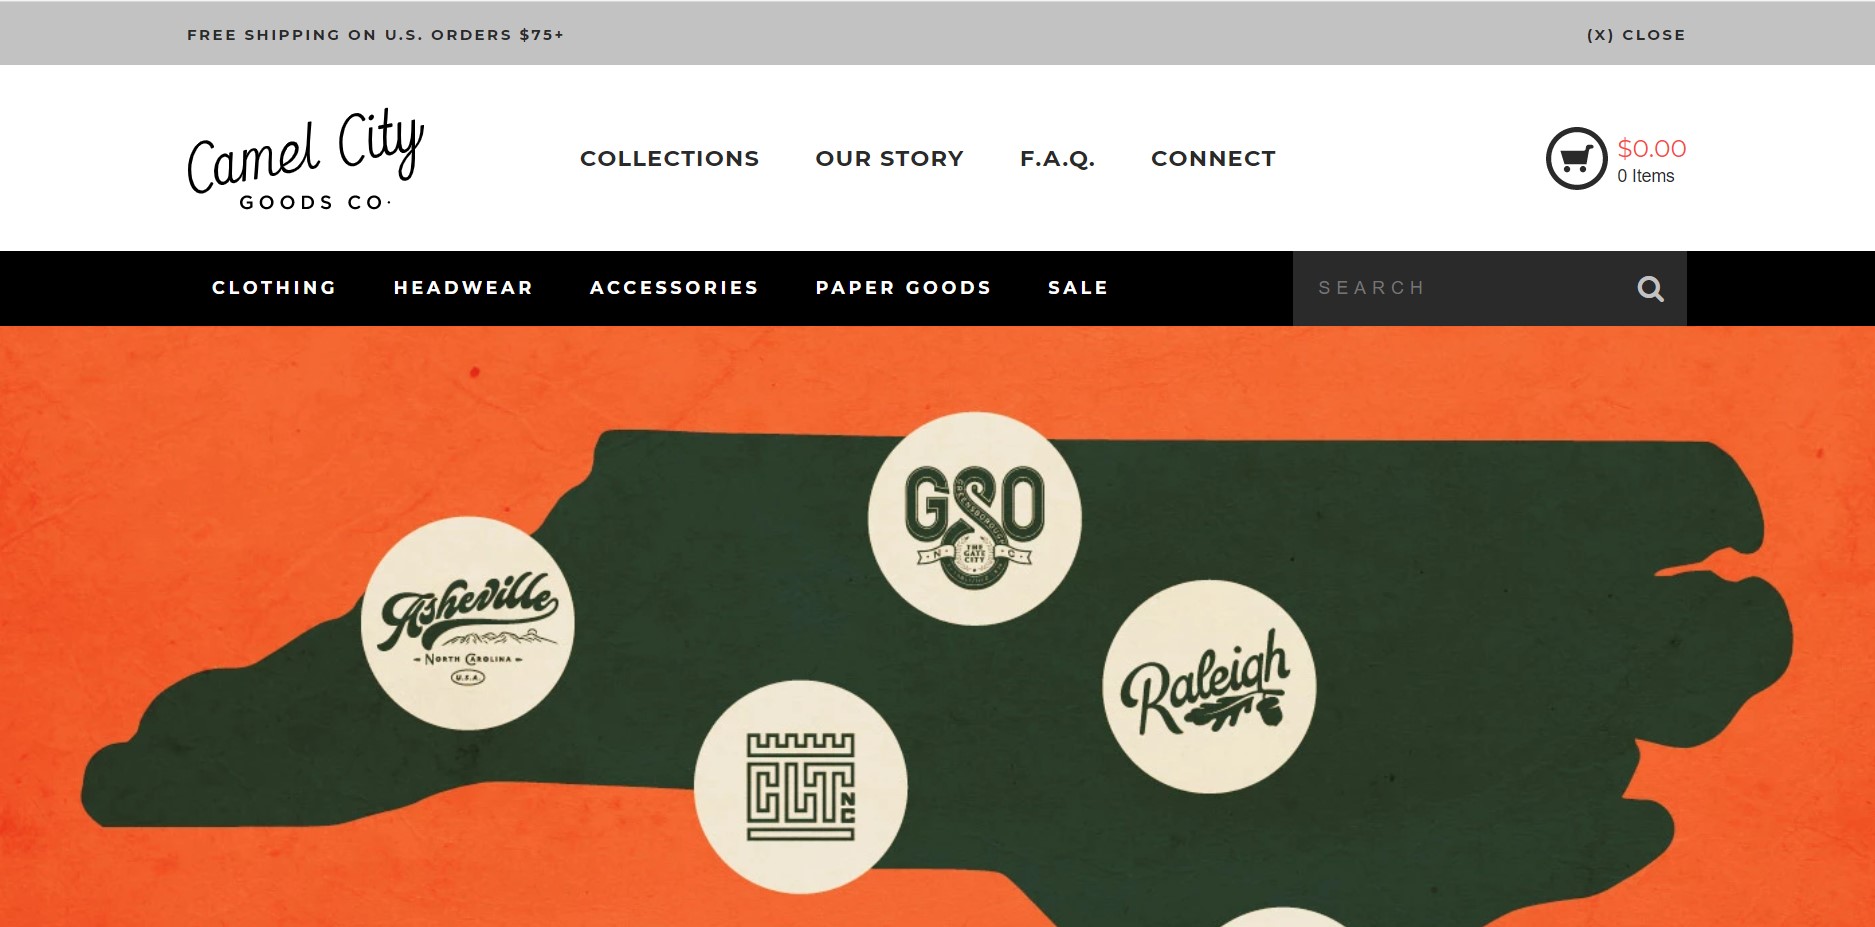 FREE SHIPPING ON U.S. ORDERS $75+
(X) CLOSE
Camel City
GOODS CO.
COLLECTIONS
OUR STORY
F.A.Q.
CONNECT
$0.00
0 Items
CLOTHING
HEADWEAR
ACCESSORIES
PAPER GOODS
SALE
SEARCH
GSO
GREENSBOROUGH
N C
THE
GATE
CITY
Asheville
NORTH CAROLINA
U.S.A.
Raleigh
CLT
NC